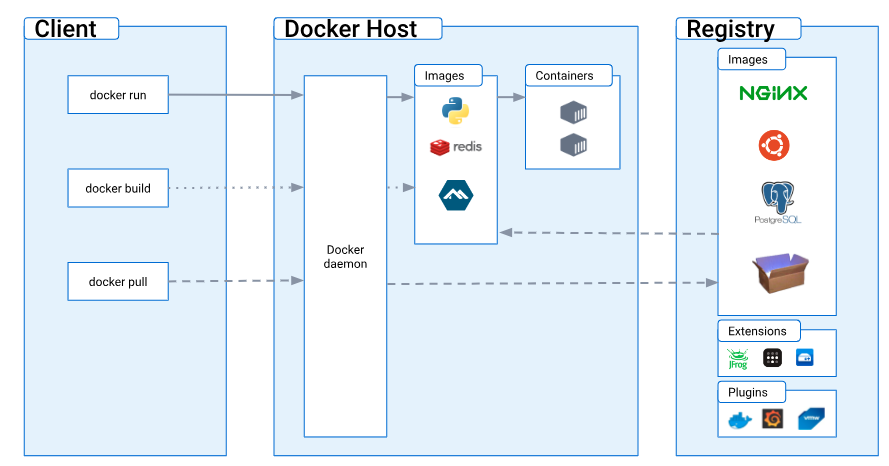 Client
docker run
docker build
docker pull
Docker Host
Docker
daemon
Images
redis
Containers
Registry
Images
NGINX
PostgreSQL
Extensions
JFrog
Plugins
vmw